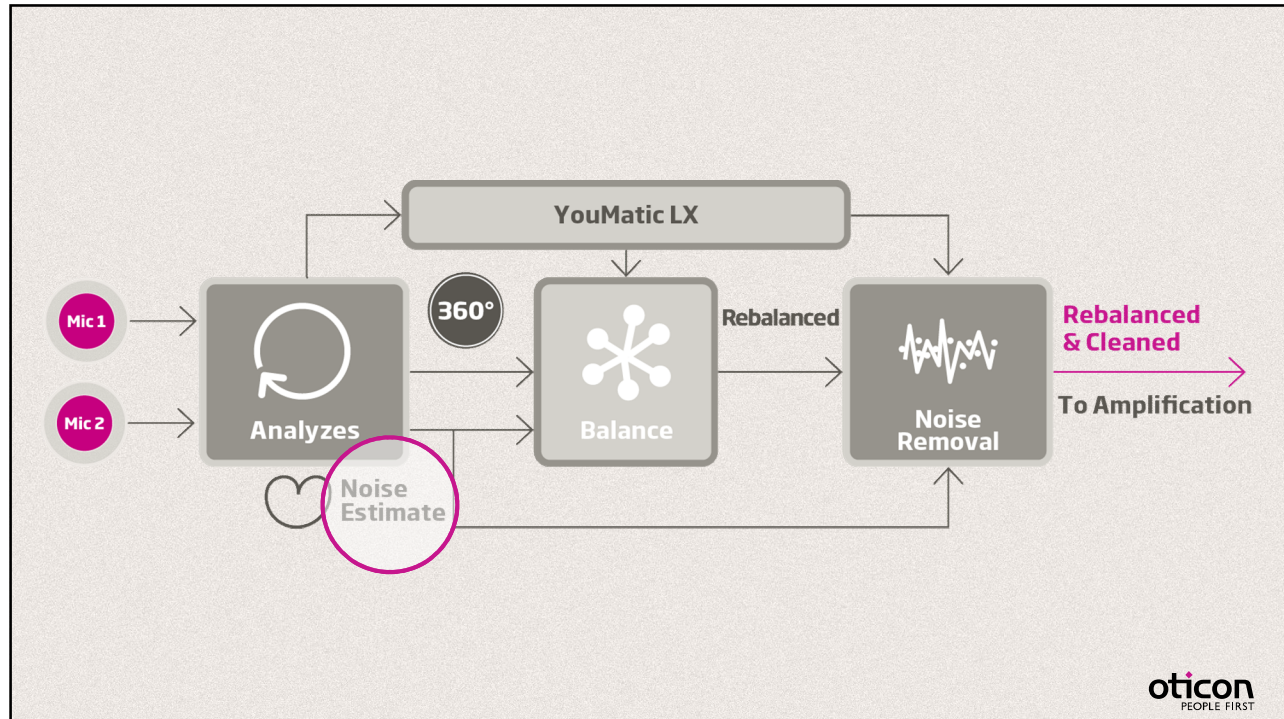 YouMatic LX
Mic 1
360°
Rebalanced
Rebalanced
& Cleaned
Mic 2
Analyzes
Balance
Noise
Removal
To Amplification
Noise
Estimate
oticon
PEOPLE FIRST